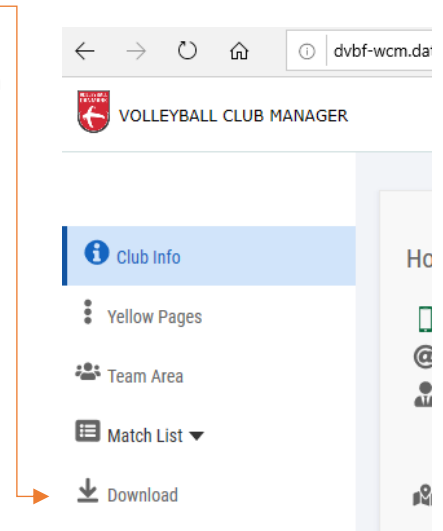 dvbf-wcm.da
VOLLEYBALL CLUB MANAGER
Club Info
Ho
Yellow Pages
Team Area
Match List
Download